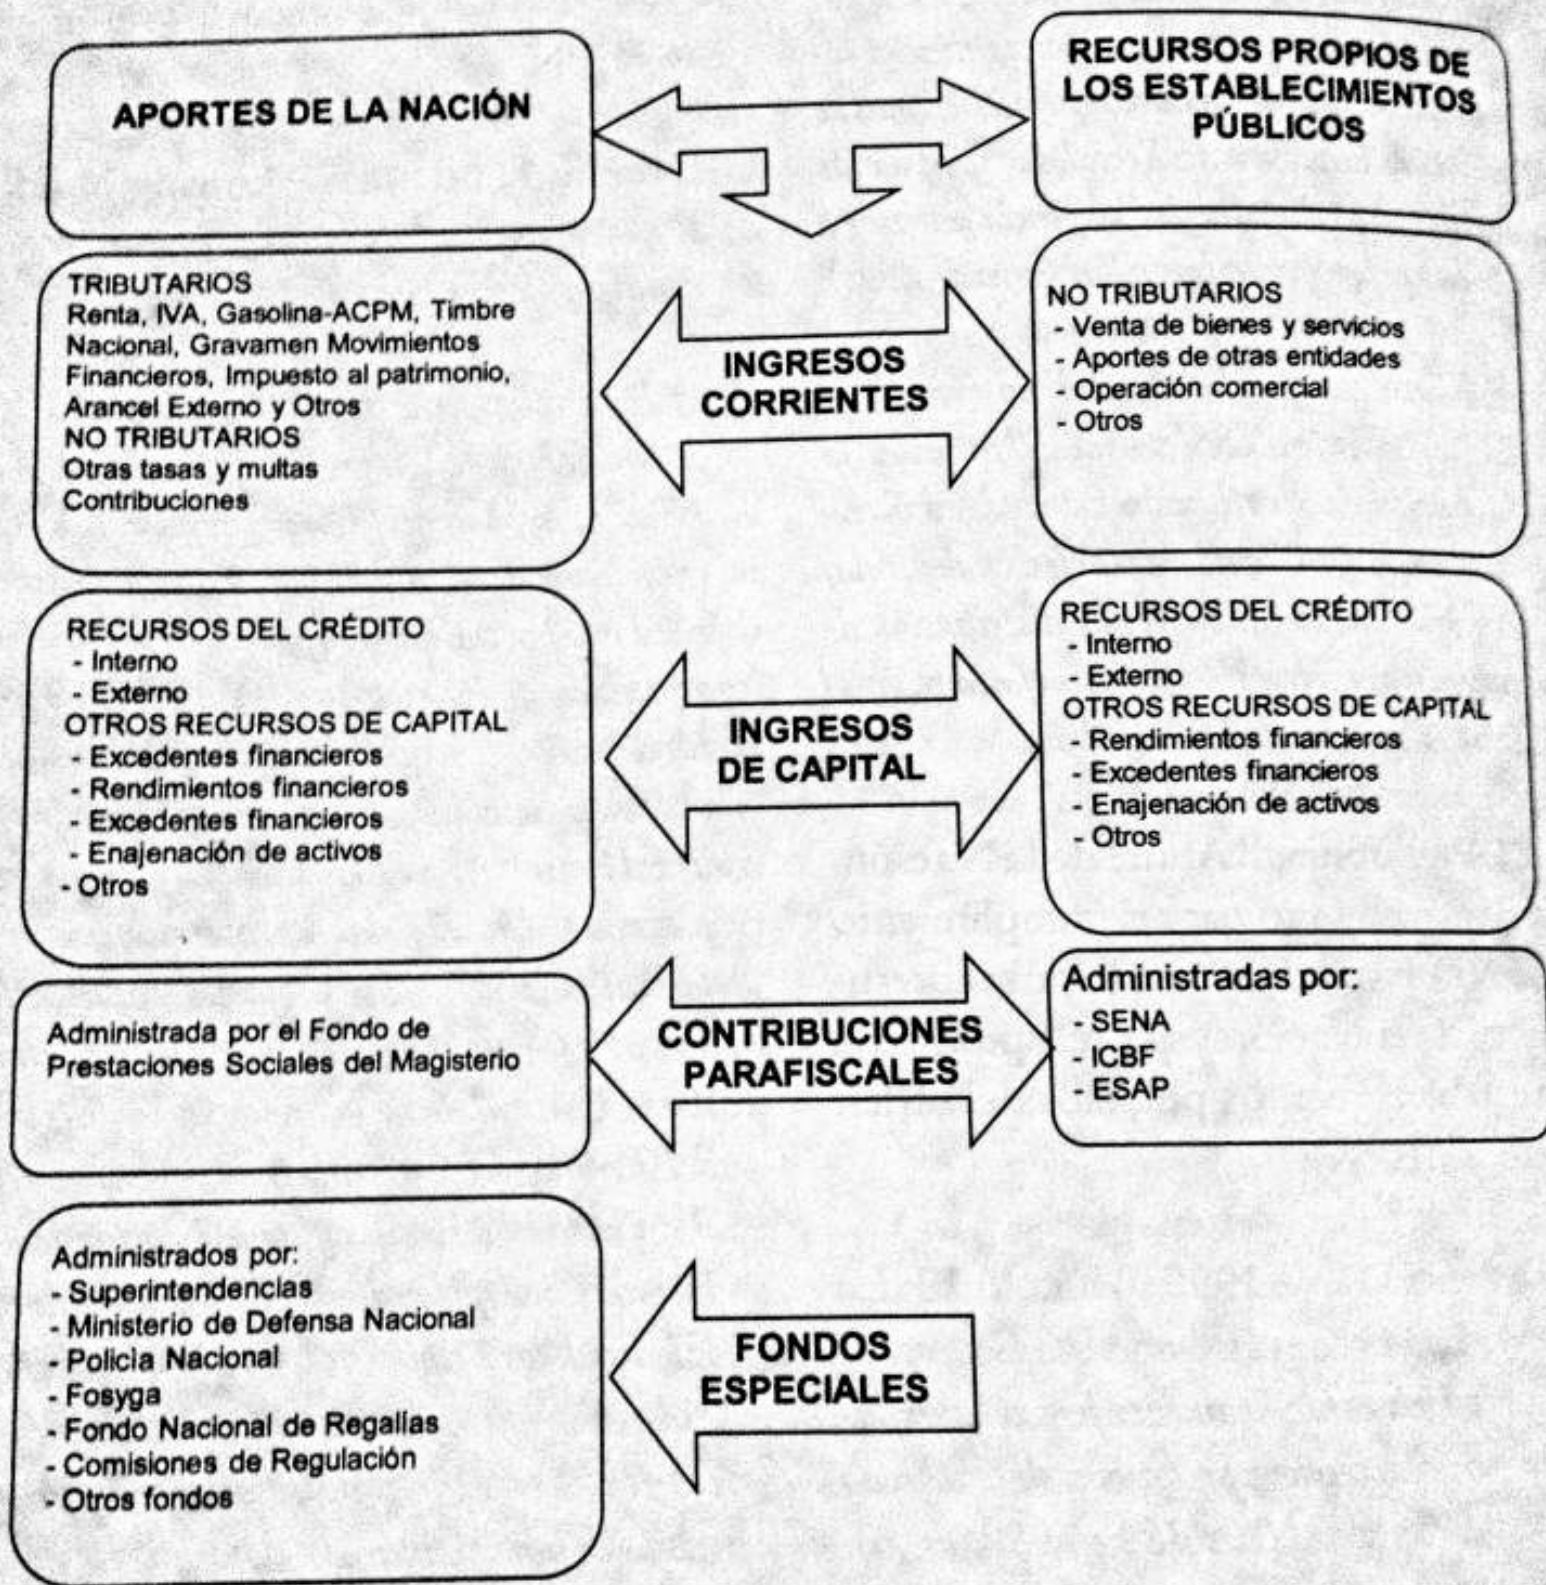 APORTES DE LA NACIÓN
RECURSOS PROPIOS DE
LOS ESTABLECIMIENTOS
PÚBLICOS
TRIBUTARIOS
Renta, IVA, Gasolina-ACPM, Timbre
Nacional, Gravamen Movimientos
Financieros, Impuesto al patrimonio,
Arancel Externo y Otros
NO TRIBUTARIOS
Otras tasas y multas
Contribuciones
INGRESOS
CORRIENTES
NO TRIBUTARIOS
- Venta de bienes y servicios
- Aportes de otras entidades
- Operación comercial
- Otros
RECURSOS DEL CRÉDITO
- Interno
- Externo
OTROS RECURSOS DE CAPITAL
- Excedentes financieros
- Rendimientos financieros
- Excedentes financieros
- Enajenación de activos
- Otros
INGRESOS
DE CAPITAL
RECURSOS DEL CRÉDITO
- Interno
- Externo
OTROS RECURSOS DE CAPITAL
- Rendimientos financieros
- Excedentes financieros
- Enajenación de activos
- Otros
Administrada por el Fondo de
Prestaciones Sociales del Magisterio
CONTRIBUCIONES
PARAFISCALES
Administradas por:
- SENA
- ICBF
- ESAP
Administrados por:
- Superintendencias
- Ministerio de Defensa Nacional
- Policía Nacional
- Fosyga
- Fondo Nacional de Regalías
- Comisiones de Regulación
- Otros fondos
FONDOS
ESPECIALES